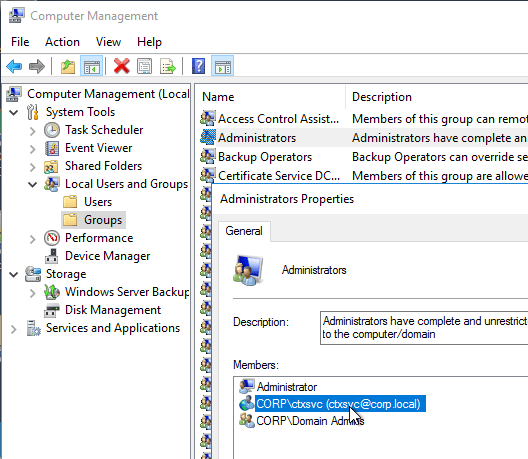 Computer Management
File Action View Help
Computer Management (Local
System Tools
Task Scheduler
Event Viewer
Shared Folders
Local Users and Groups
Users
Groups
Performance
Device Manager
Storage
Windows Server Backup
Disk Management
Services and Applications
Name Description
Access Control Assist... Members of this group can remot
Administrators Administrators have complete an
Backup Operators Backup Operators can override se
Certificate Service DC... Members of this group are allowe
Administrators Properties
General
Administrators
Description: Administrators have complete and unrestricte
to the computer/domain
Members:
Administrator
CORP\ctxsvc (ctxsvc@corp.local)
CORP\Domain Admins